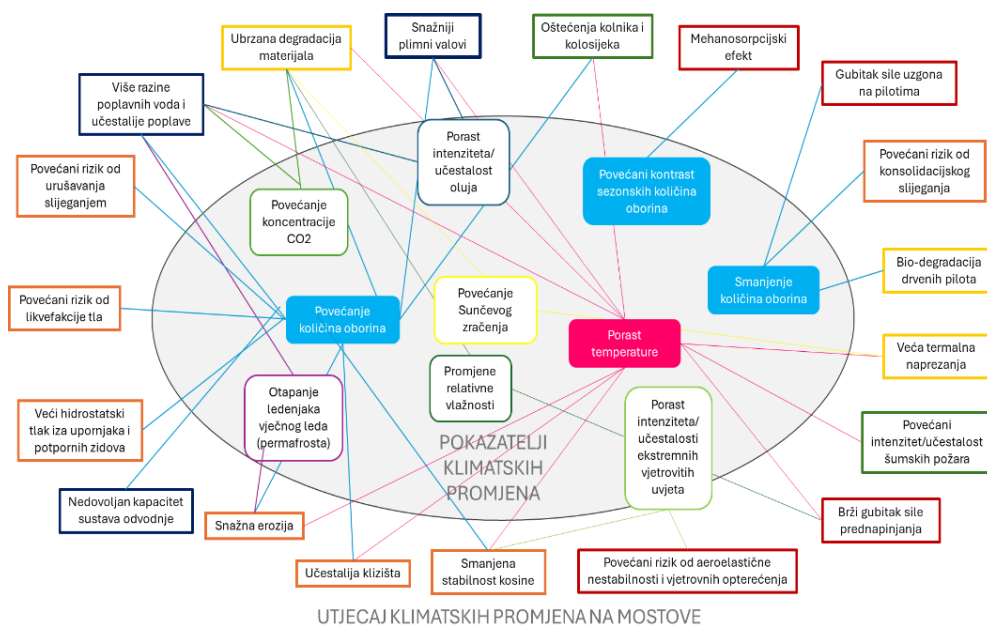 Ubrzana degradacija
materijala
Snažniji
plimni valovi
Oštećenja kolnika i
kolosijeka
Mehanosorpcijski
efekt
Gubitak sile uzgona
na pilotima
Više razine
poplavnih voda i
učestalije poplave
Porast
intenziteta/
učestalost
oluja
Povećani kontrast
sezonskih količina
oborina
Povećani rizik od
konsolidacijskog
slijeganja
Povećani rizik od
urušavanja
slijeganjem
Povećanje
koncentracije
CO2
Bio-degradacija
drvenih pilota
Smanjenje
količina oborina
Povećani rizik od
likvefakcije tla
Povećanje
količina oborina
Povećanje
Sunčevog
zračenja
Porast
temperature
Veća termalna
naprezanja
Veći hidrostatski
tlak iza upornjaka i
potpornih zidova
Otapanje
ledenjaka
vječnog leda
(permafrosta)
Promjene
relativne
vlažnosti
Porast
intenziteta/
učestalosti
ekstremnih
vjetrovitih
uvjeta
Povećani
intenzitet/učestalost
šumskih požara
POKAZATELJI
KLIMATSKIH
PROMJENA
Nedovoljan kapacitet
sustava odvodnje
Snažna erozija
Brži gubitak sile
prednapinjanja
Učestalija klizišta
Smanjena
stabilnost kosine
Povećani rizik od aeroelastične
nestabilnosti i vjetrovnih opterećenja
UTJECAJ KLIMATSKIH PROMJENA NA MOSTOVE